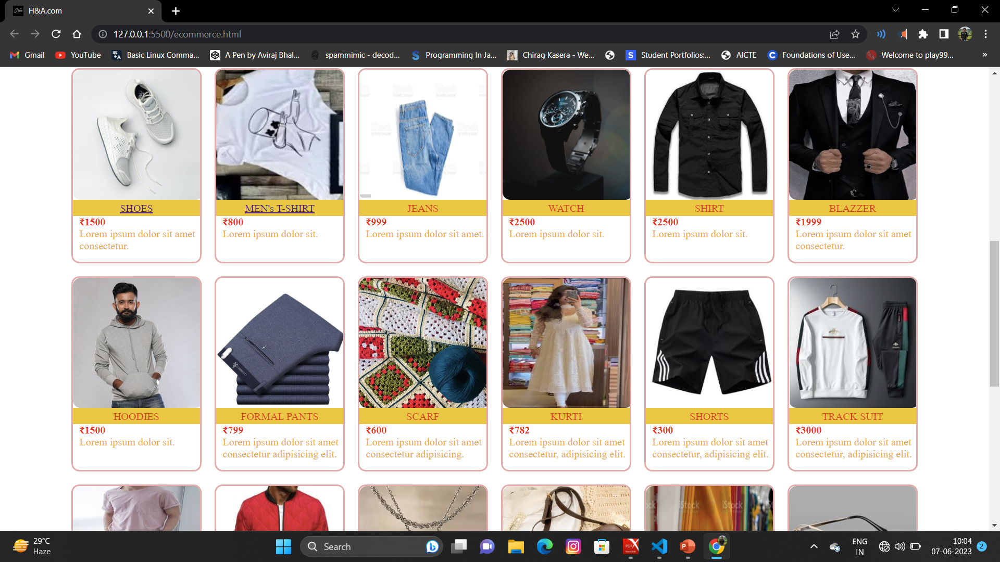 H&A.com
127.0.0.1:5500/ecommerce.html
Gmail
YouTube
Basic Linux Comma...
A Pen by Aviraj Bhal...
spammimic - decod...
Programming In Ja...
Chirag Kasera - We...
Student Portfolios:...
AICTE
Foundations of Use...
Welcome to play99...
»
SHOES
₹1500
Lorem ipsum dolor sit amet
consectetur.
MEN's T-SHIRT
₹800
Lorem ipsum dolor sit.
iStock
JEANS
₹999
Lorem ipsum dolor sit amet.
WATCH
₹2500
Lorem ipsum dolor sit.
SHIRT
₹2500
Lorem ipsum dolor sit.
BLAZZER
₹1999
Lorem ipsum dolor sit amet
consectetur.
HOODIES
₹1500
Lorem ipsum dolor sit.
FORMAL PANTS
₹799
Lorem ipsum dolor sit amet
consectetur adipisicing elit.
SCARF
₹600
Lorem ipsum dolor sit amet
consectetur adipisicing.
KURTI
₹782
Lorem ipsum dolor sit amet
consectetur, adipisicing elit.
SHORTS
₹300
Lorem ipsum dolor sit amet
consectetur, adipisicing elit.
TRACK SUIT
₹3000
Lorem ipsum dolor sit amet
consectetur, adipisicing elit.
iStock
iStock
29°C
Haze
Search
ENG
IN
10:04
07-06-2023
2